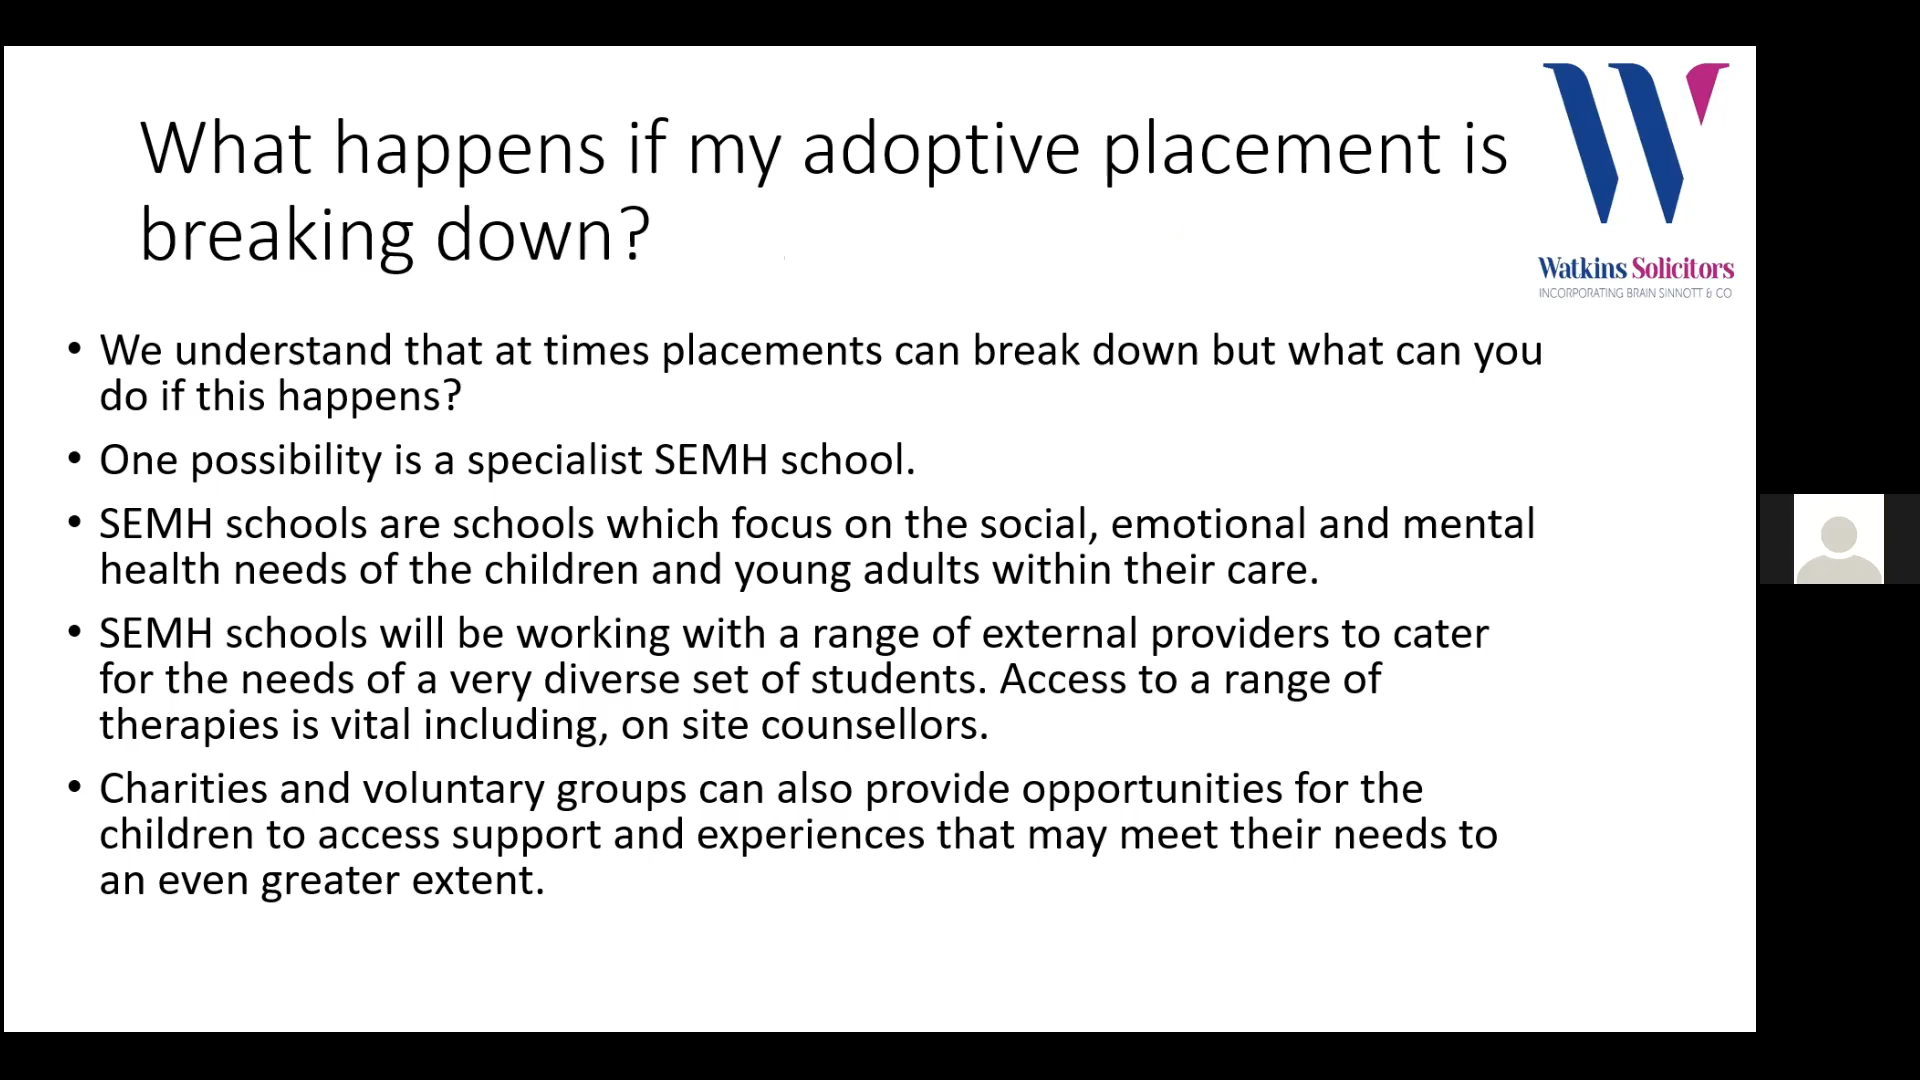 What happens if my adoptive placement is
breaking down?
Watkins Solicitors
INCORPORATING BRAIN SINNOTT & CO
• We understand that at times placements can break down but what can you
do if this happens?
• One possibility is a specialist SEMH school.
• SEMH schools are schools which focus on the social, emotional and mental
health needs of the children and young adults within their care.
• SEMH schools will be working with a range of external providers to cater
for the needs of a very diverse set of students. Access to a range of
therapies is vital including, on site counsellors.
• Charities and voluntary groups can also provide opportunities for the
children to access support and experiences that may meet their needs to
an even greater extent.